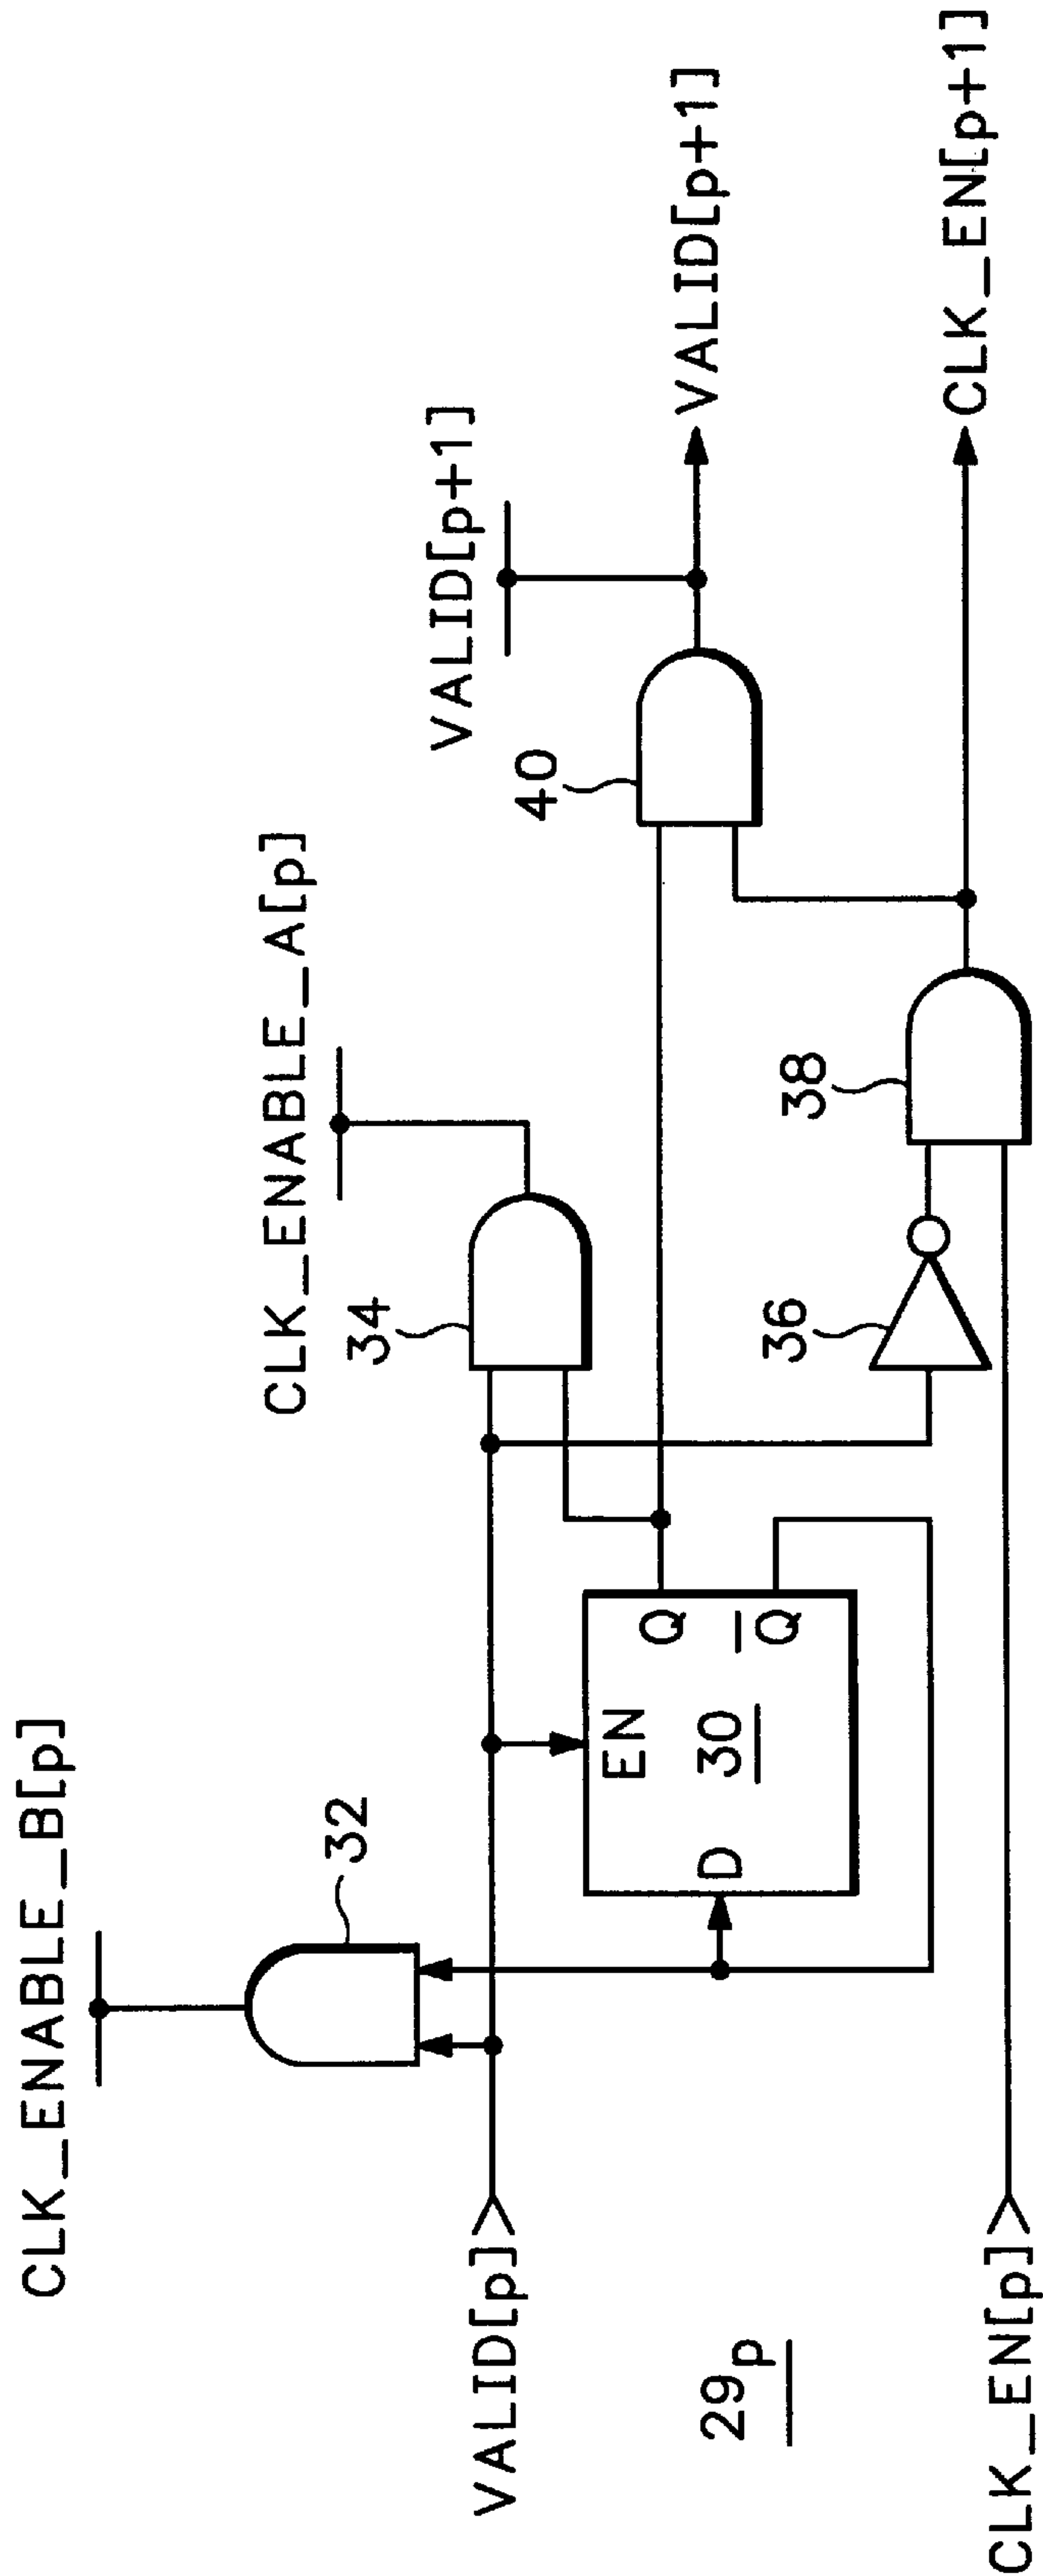 CLK_ENABLE_B[p]
32
CLK_ENABLE_A[p]
34
VALID[p+1]
40
VALID[p+1]
VALID[p]
EN
D
30
Q
Q̅
36
38
CLK_EN[p+1]
29p
CLK_EN[p]